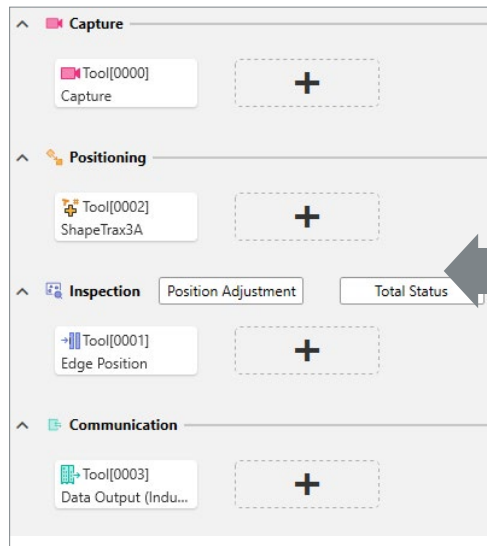 Capture
Tool[0000]
Capture
Positioning
Tool[0002]
ShapeTrax3A
Inspection Position Adjustment Total Status
Tool[0001]
Edge Position
Communication
Tool[0003]
Data Output (Indu...